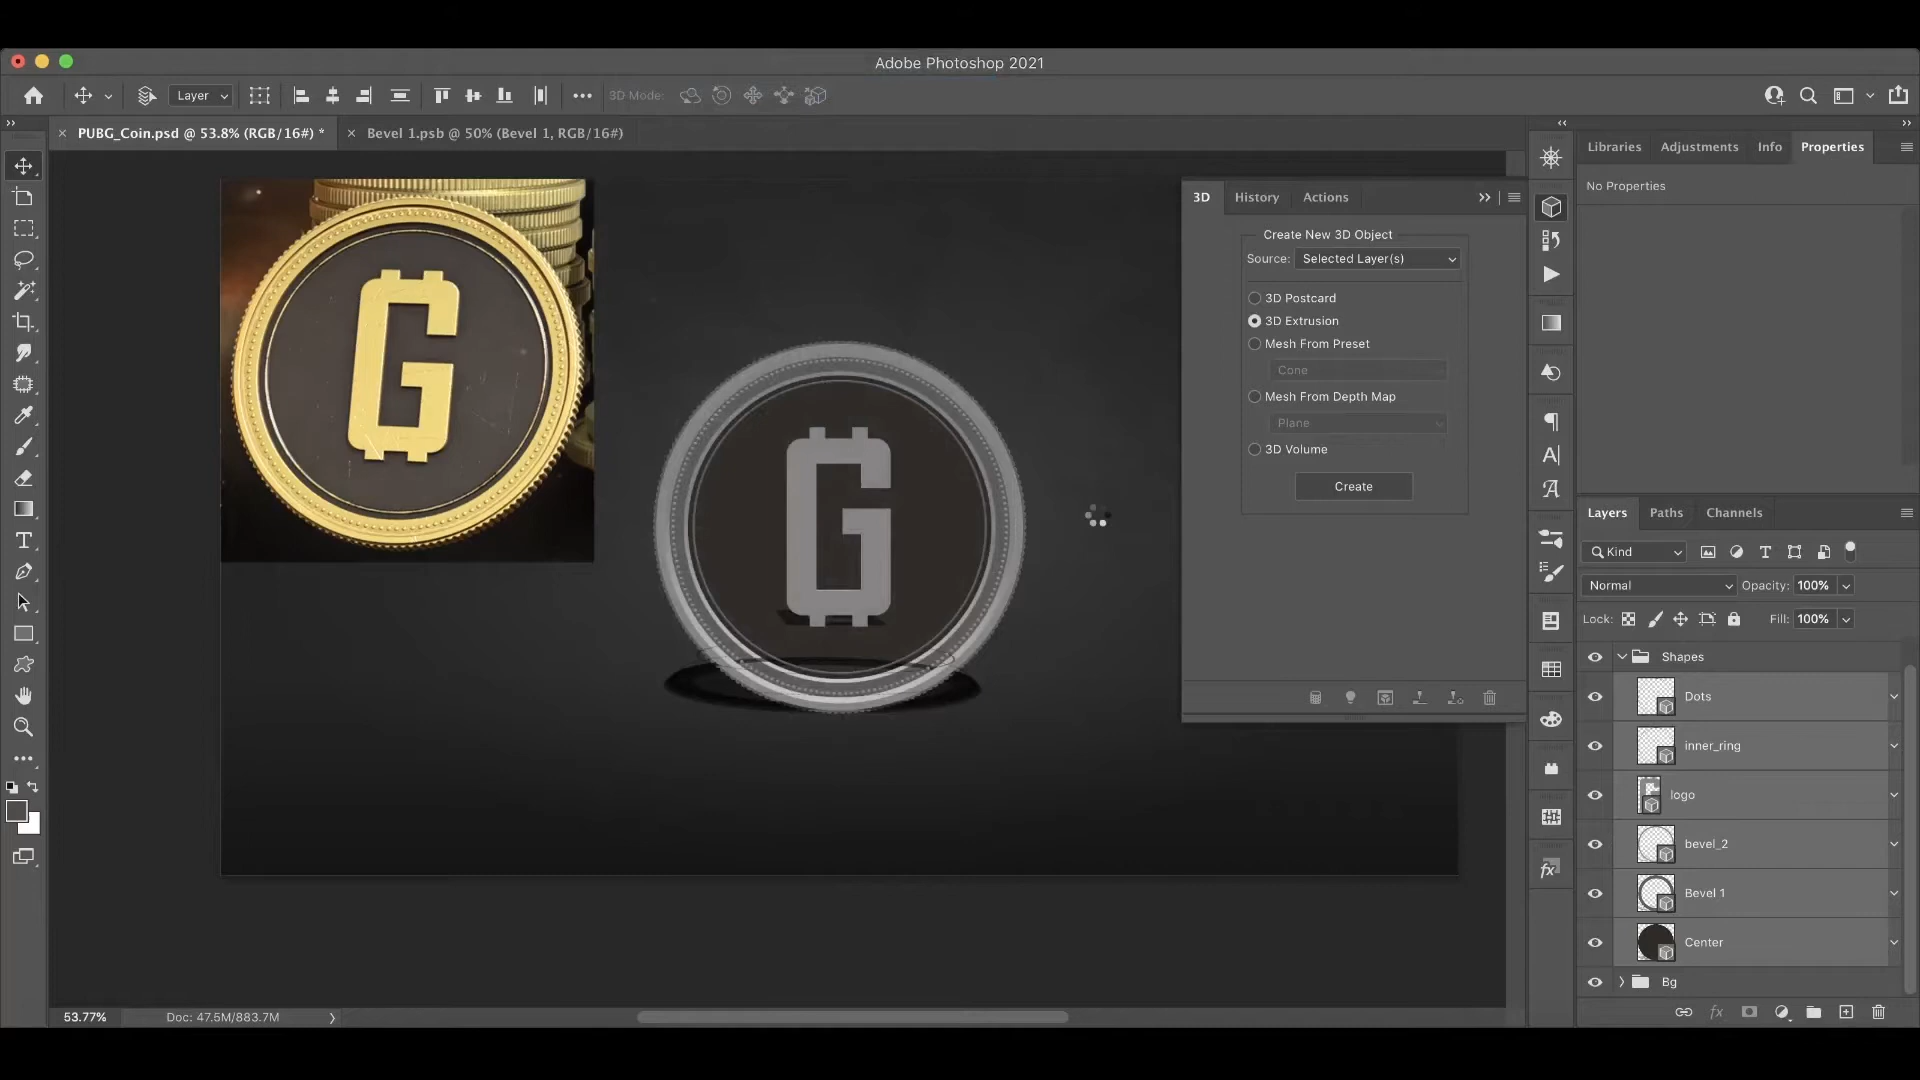 Adobe Photoshop 2021
Layer
3D Mode:
PUBG_Coin.psd @ 53.8% (RGB/16#) *
Bevel 1.psb @ 50% (Bevel 1, RGB/16#)
Libraries
Adjustments
Info
Properties
No Properties
3D
History
Actions
Create New 3D Object
Source: Selected Layer(s)
3D Postcard
3D Extrusion
Mesh From Preset
Cone
Mesh From Depth Map
Plane
3D Volume
Create
G
G
Layers
Paths
Channels
Kind
Normal
Opacity: 100%
Lock:
Fill: 100%
Shapes
Dots
inner_ring
logo
bevel_2
Bevel 1
Center
Bg
fx
53.77%
Doc: 47.5M/883.7M